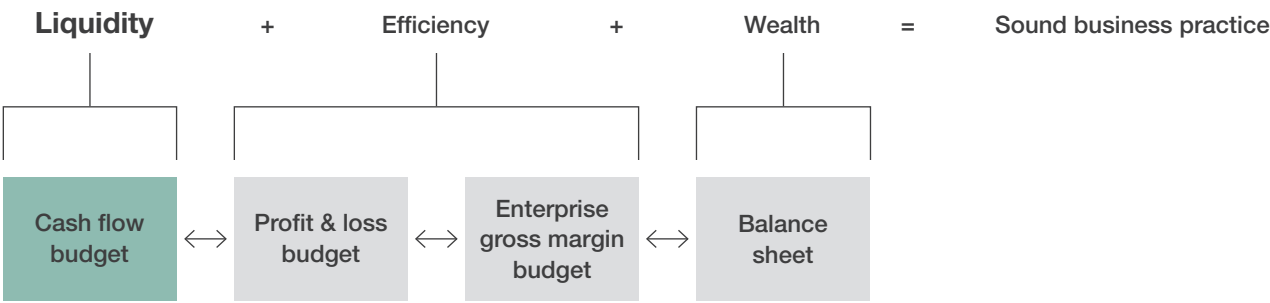 Liquidity + Efficiency + Wealth = Sound business practice
Cash flow
budget
Profit & loss
budget
Enterprise
gross margin
budget
Balance
sheet